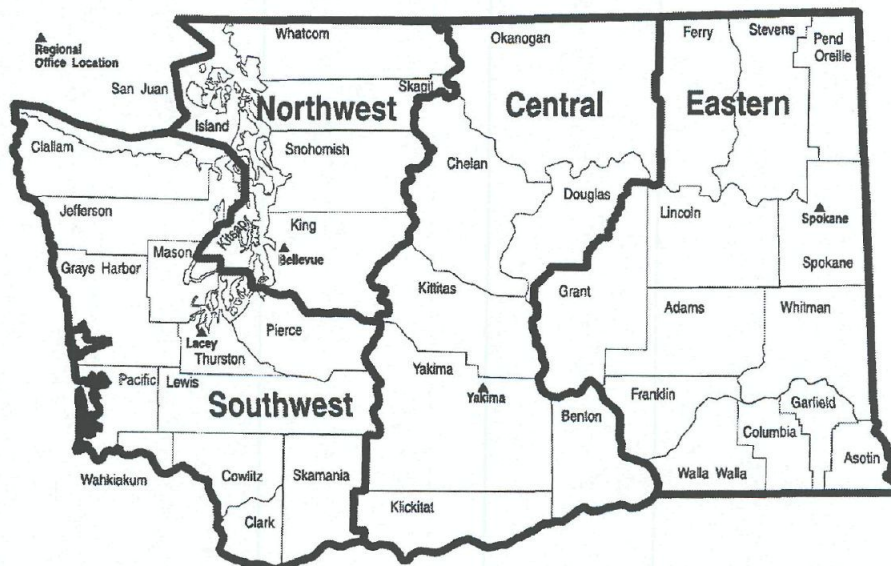 Regional
Office Location
San Juan
Whatcom
Skagit
Northwest
Island
Snohomish
King
Bellevue
Kitsap
Clallam
Jefferson
Mason
Grays Harbor
Lacey
Thurston
Pierce
Pacific
Lewis
Southwest
Wahkiakum
Cowlitz
Skamania
Clark
Okanogan
Central
Chelan
Douglas
Kittitas
Yakima
Yakima
Benton
Klickitat
Ferry
Stevens
Pend
Oreille
Eastern
Lincoln
Spokane
Spokane
Grant
Adams
Whitman
Franklin
Garfield
Columbia
Walla Walla
Asotin